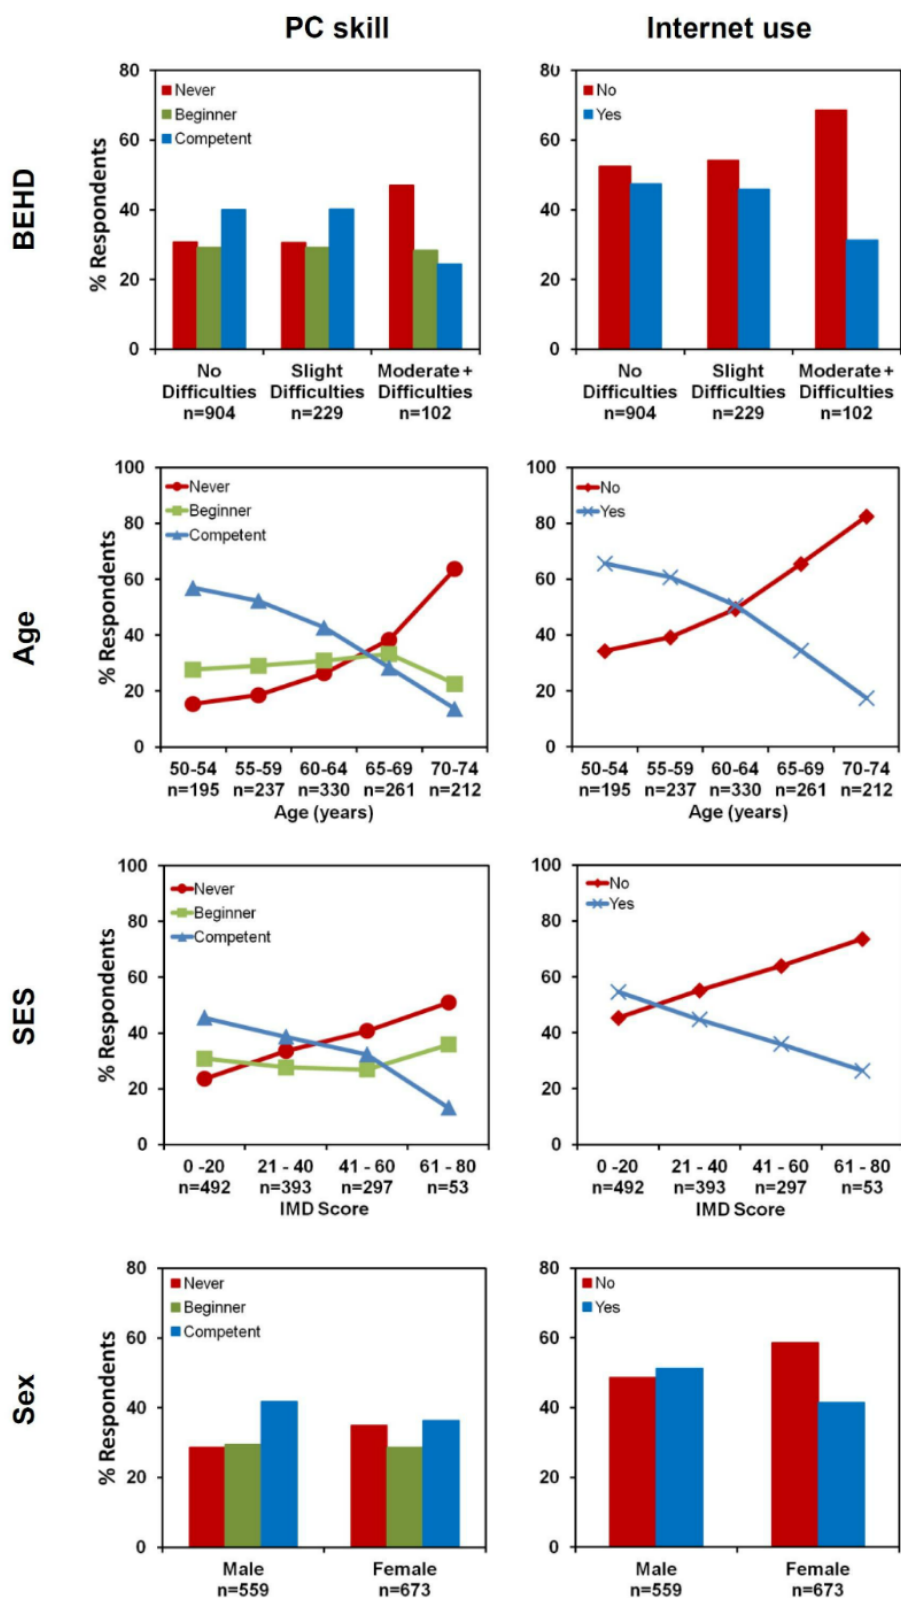 PC skill
Internet use
BEHD
% Respondents
80
60
40
20
0
Never
Beginner
Competent
No
Difficulties
n=904
Slight
Difficulties
n=229
Moderate +
Difficulties
n=102
80
60
40
20
0
No
Yes
No
Difficulties
n=904
Slight
Difficulties
n=229
Moderate +
Difficulties
n=102
Age
% Respondents
100
80
60
40
20
0
Never
Beginner
Competent
50-54 55-59 60-64 65-69 70-74
n=195 n=237 n=330 n=261 n=212
Age (years)
100
80
60
40
20
0
No
Yes
50-54 55-59 60-64 65-69 70-74
n=195 n=237 n=330 n=261 n=212
Age (years)
SES
% Respondents
100
80
60
40
20
0
Never
Beginner
Competent
0 -20 21 - 40 41 - 60 61 - 80
n=492 n=393 n=297 n=53
IMD Score
100
80
60
40
20
0
No
Yes
0 -20 21 - 40 41 - 60 61 - 80
n=492 n=393 n=297 n=53
IMD Score
Sex
% Respondents
80
60
40
20
0
Never
Beginner
Competent
Male Female
n=559 n=673
80
60
40
20
0
No
Yes
Male Female
n=559 n=673